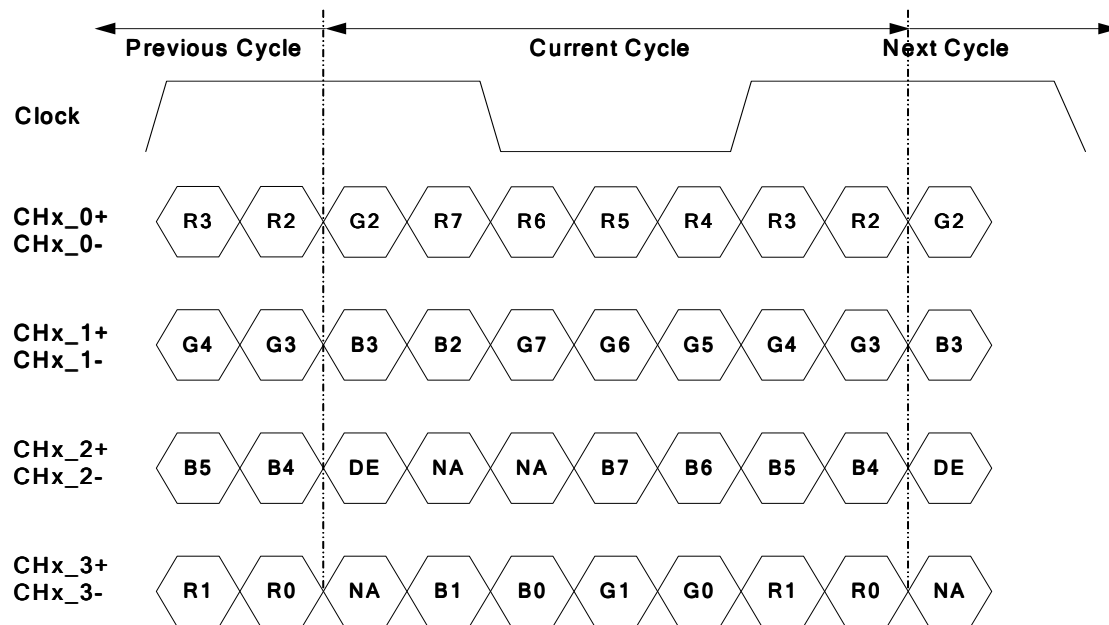 Previous Cycle Current Cycle Next Cycle
Clock
CHx_0+
CHx_0-
R3 R2 G2 R7 R6 R5 R4 R3 R2 G2
CHx_1+
CHx_1-
G4 G3 B3 B2 G7 G6 G5 G4 G3 B3
CHx_2+
CHx_2-
B5 B4 DE NA NA B7 B6 B5 B4 DE
CHx_3+
CHx_3-
R1 R0 NA B1 B0 G1 G0 R1 R0 NA